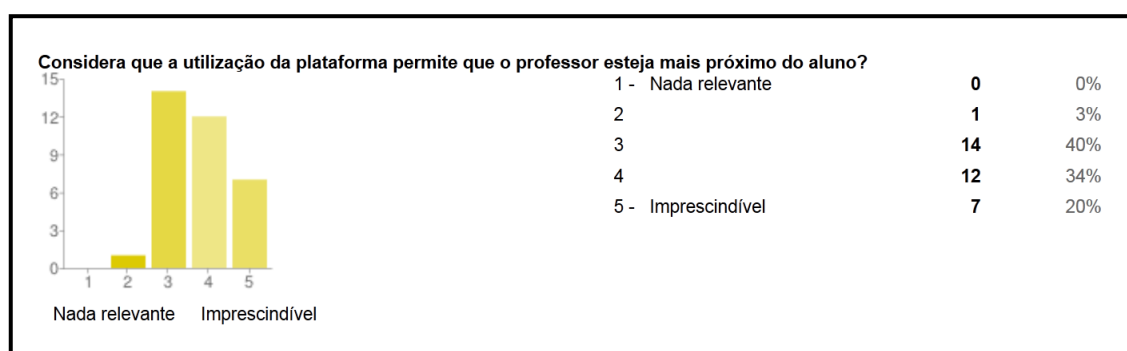 Considera que a utilização da plataforma permite que o professor esteja mais próximo do aluno?
15
12
9
6
3
0
1 2 3 4 5
Nada relevante Imprescindível
1 - Nada relevante 0 0%
2 1 3%
3 14 40%
4 12 34%
5 - Imprescindível 7 20%